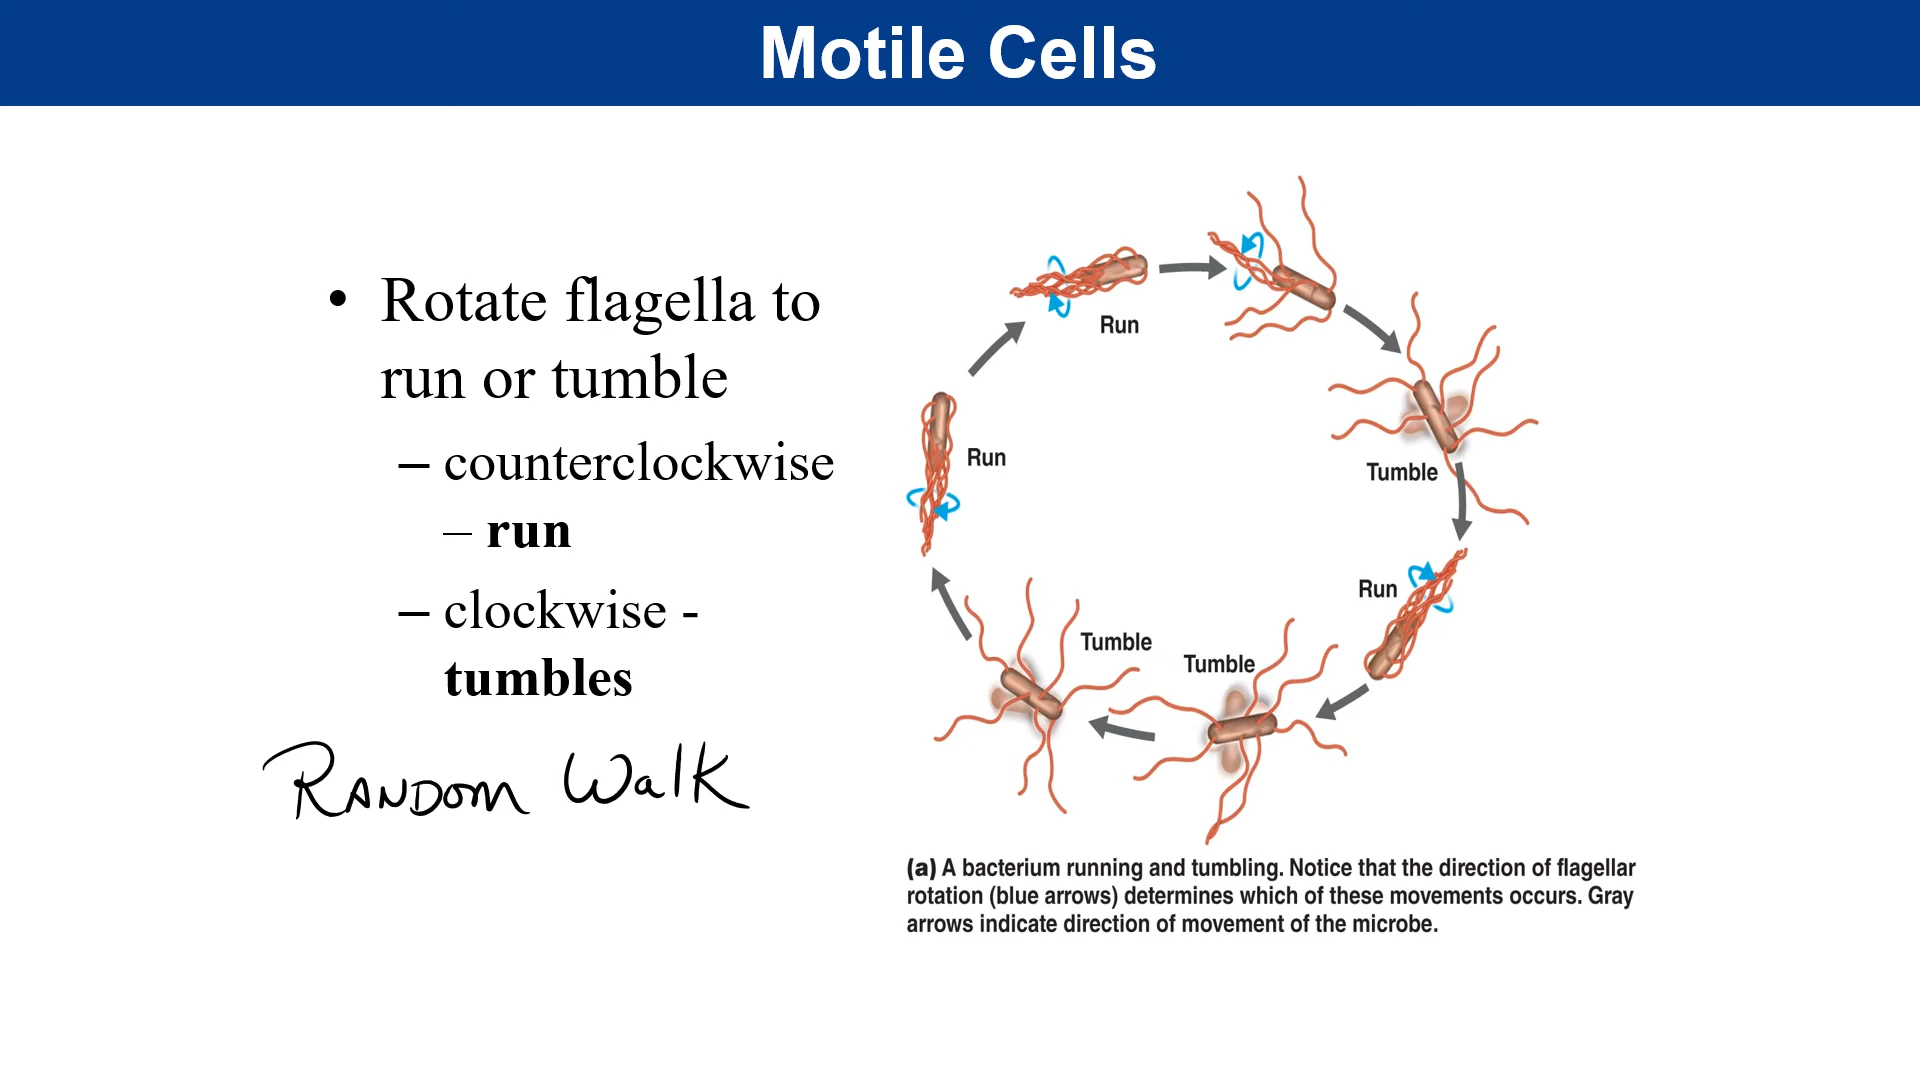 Motile Cells
• Rotate flagella to
run or tumble
– counterclockwise
– run
– clockwise -
tumbles
RANDOM Walk
Run
Run
Tumble
Run
Tumble
Tumble
(a) A bacterium running and tumbling. Notice that the direction of flagellar
rotation (blue arrows) determines which of these movements occurs. Gray
arrows indicate direction of movement of the microbe.